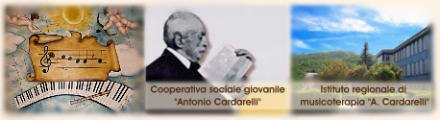 Cooperativa sociale giovanile
"Antonio Cardarelli"
Istituto regionale di
musicoterapia "A. Cardarelli"